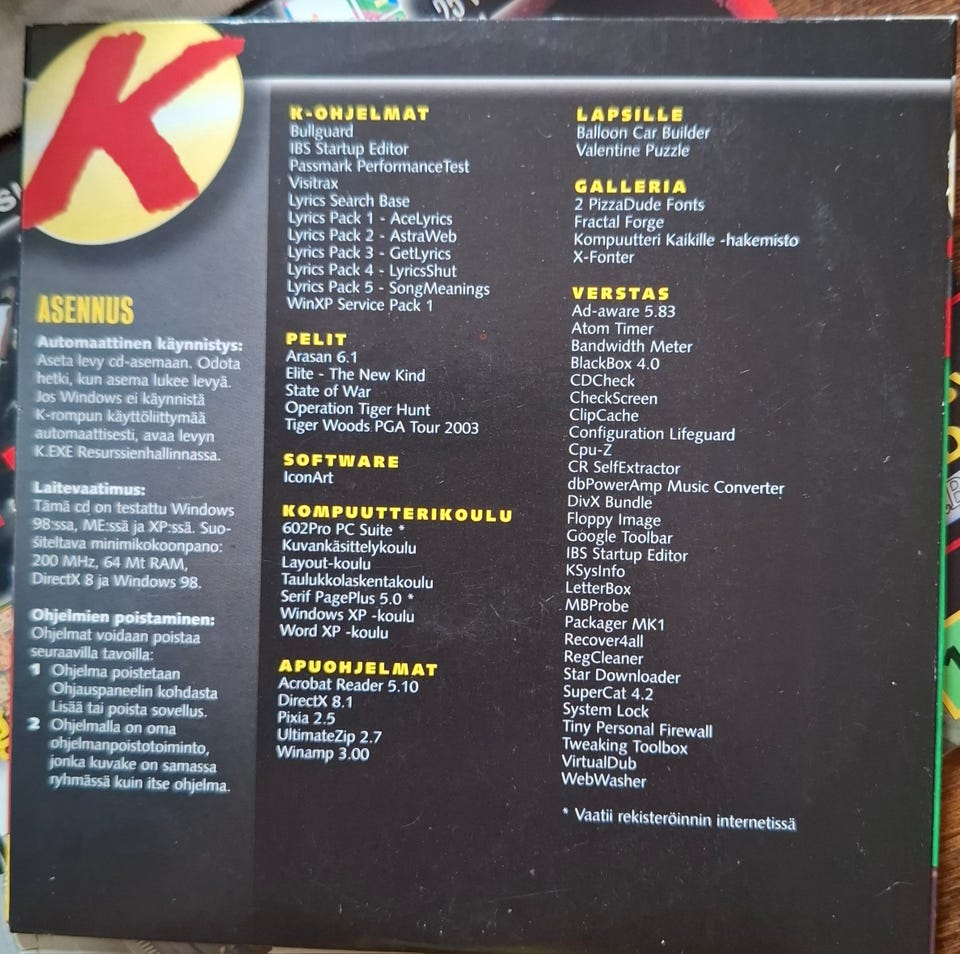 K
ASENNUS
Automaattinen käynnistys:
Aseta levy cd-asemaan. Odota
hetki, kun asema lukee levyä.
Jos Windows ei käynnistä
K-rompun käyttöliittymää
automaattisesti, avaa levyn
K.EXE Resurssienhallinnassa.
Laitevaatimus:
Tämä cd on testattu Windows
98:ssa, ME:ssä ja XP:ssä. Suo-
siteltava minimikokoonpano:
200 MHz, 64 Mt RAM,
DirectX 8 ja Windows 98.
Ohjelmien poistaminen:
Ohjelmat voidaan poistaa
seuraavilla tavoilla:
1 Ohjelma poistetaan
Ohjauspaneelin kohdasta
Lisää tai poista sovellus.
2 Ohjelmalla on oma
ohjelmanpoistotoiminto,
jonka kuvake on samassa
ryhmässä kuin itse ohjelma.
K-OHJELMAT
Bullguard
IBS Startup Editor
Passmark PerformanceTest
Visitrax
Lyrics Search Base
Lyrics Pack 1 - AceLyrics
Lyrics Pack 2 - AstraWeb
Lyrics Pack 3 - GetLyrics
Lyrics Pack 4 - LyricsShut
Lyrics Pack 5 - SongMeanings
WinXP Service Pack 1
PELIT
Arasan 6.1
Elite - The New Kind
State of War
Operation Tiger Hunt
Tiger Woods PGA Tour 2003
SOFTWARE
IconArt
KOMPUUTTERIKOULU
602Pro PC Suite *
Kuvankäsittelykoulu
Layout-koulu
Taulukkolaskentakoulu
Serif PagePlus 5.0 *
Windows XP -koulu
Word XP -koulu
APUOHJELMAT
Acrobat Reader 5.10
DirectX 8.1
Pixia 2.5
UltimateZip 2.7
Winamp 3.00
LAPSILLE
Balloon Car Builder
Valentine Puzzle
GALLERIA
2 PizzaDude Fonts
Fractal Forge
Kompuutteri Kaikille -hakemisto
X-Fonter
VERSTAS
Ad-aware 5.83
Atom Timer
Bandwidth Meter
BlackBox 4.0
CDCheck
CheckScreen
ClipCache
Configuration Lifeguard
Cpu-Z
CR SelfExtractor
dbPowerAmp Music Converter
DivX Bundle
Floppy Image
Google Toolbar
IBS Startup Editor
KSysInfo
LetterBox
MBProbe
Packager MK1
Recover4all
RegCleaner
Star Downloader
SuperCat 4.2
System Lock
Tiny Personal Firewall
Tweaking Toolbox
VirtualDub
WebWasher
* Vaatii rekisteröinnin internetissä